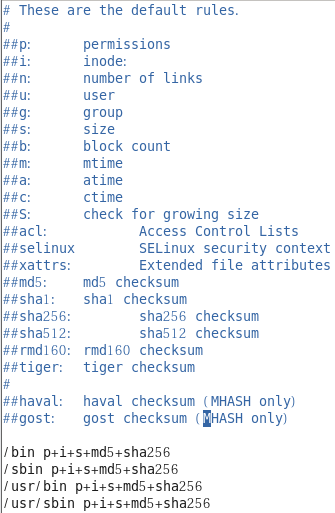 # These are the default rules.
#
##p:      permissions
##i:      inode:
##n:      number of links
##u:      user
##g:      group
##s:      size
##b:      block count
##m:      mtime
##a:      atime
##c:      ctime
##S:      check for growing size
##acl:           Access Control Lists
##selinux        SELinux security context
##xattrs:        Extended file attributes
##md5:    md5 checksum
##sha1:   sha1 checksum
##sha256:        sha256 checksum
##sha512:        sha512 checksum
##rmd160: rmd160 checksum
##tiger:  tiger checksum
#
##haval:  haval checksum (MHASH only)
##gost:   gost checksum (MHASH only)
/bin p+i+s+md5+sha256
/sbin p+i+s+md5+sha256
/usr/bin p+i+s+md5+sha256
/usr/sbin p+i+s+md5+sha256